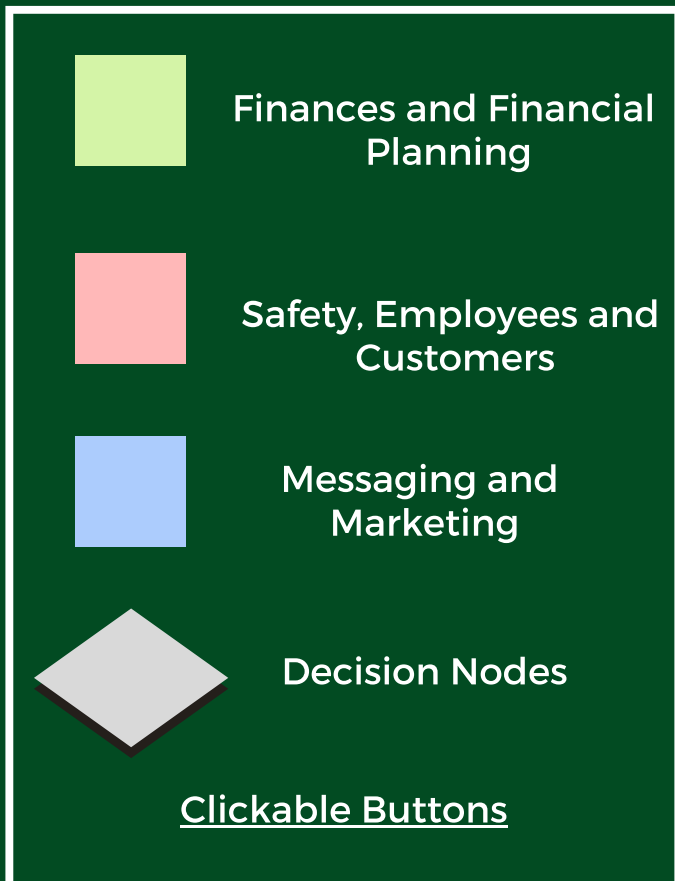 Finances and Financial
Planning
Safety, Employees and
Customers
Messaging and
Marketing
Decision Nodes
Clickable Buttons